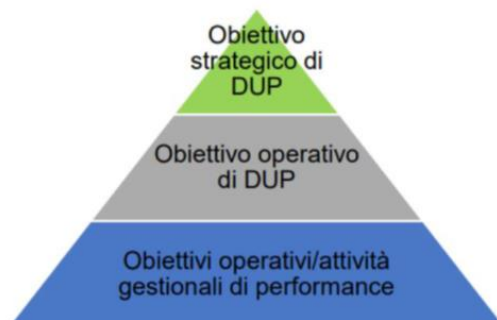 Obiettivo
strategico di
DUP
Obiettivo operativo
di DUP
Obiettivi operativi/attività
gestionali di performance